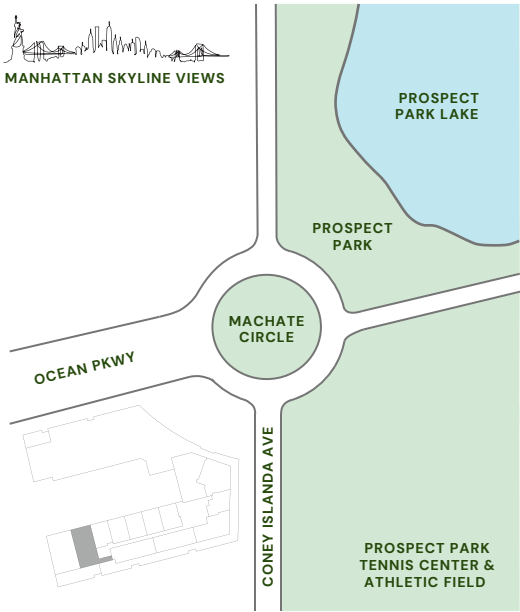 MANHATTAN SKYLINE VIEWS
PROSPECT
PARK LAKE
PROSPECT
PARK
MACHATE
CIRCLE
OCEAN PKWY
CONEY ISLANDA AVE
PROSPECT PARK
TENNIS CENTER &
ATHLETIC FIELD